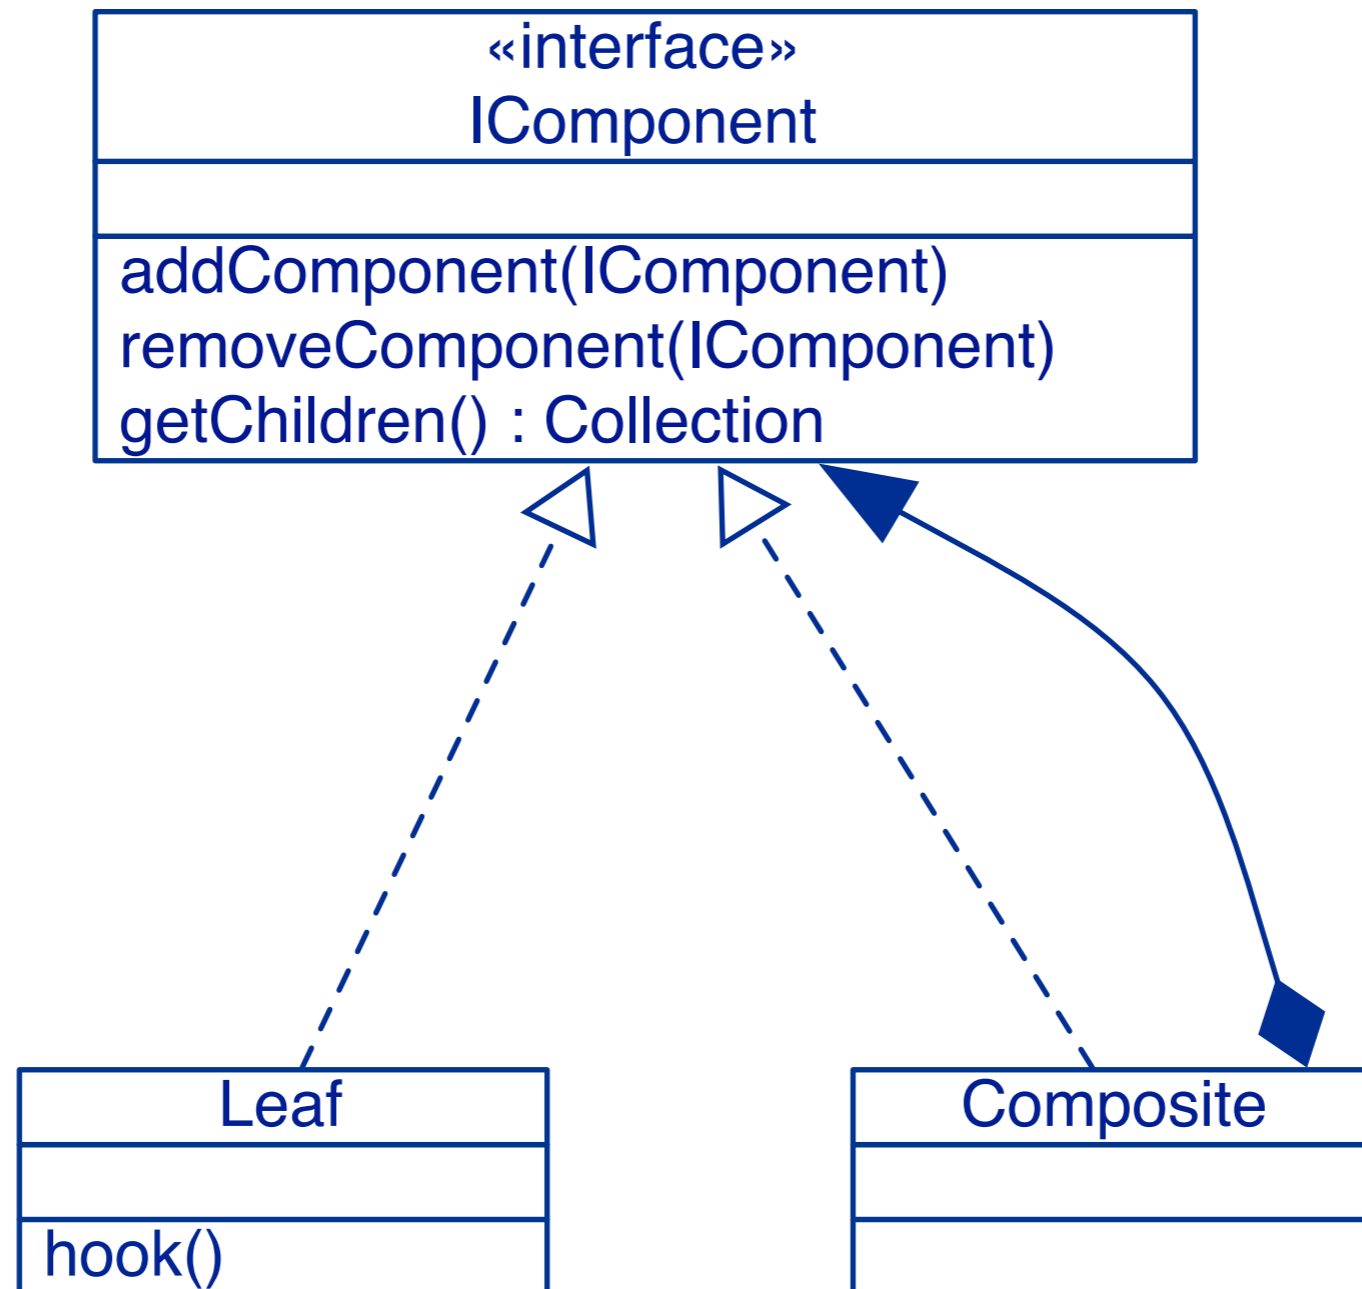 «interface»
IComponent
addComponent(IComponent)
removeComponent(IComponent)
getChildren() : Collection
Leaf
hook()
Composite